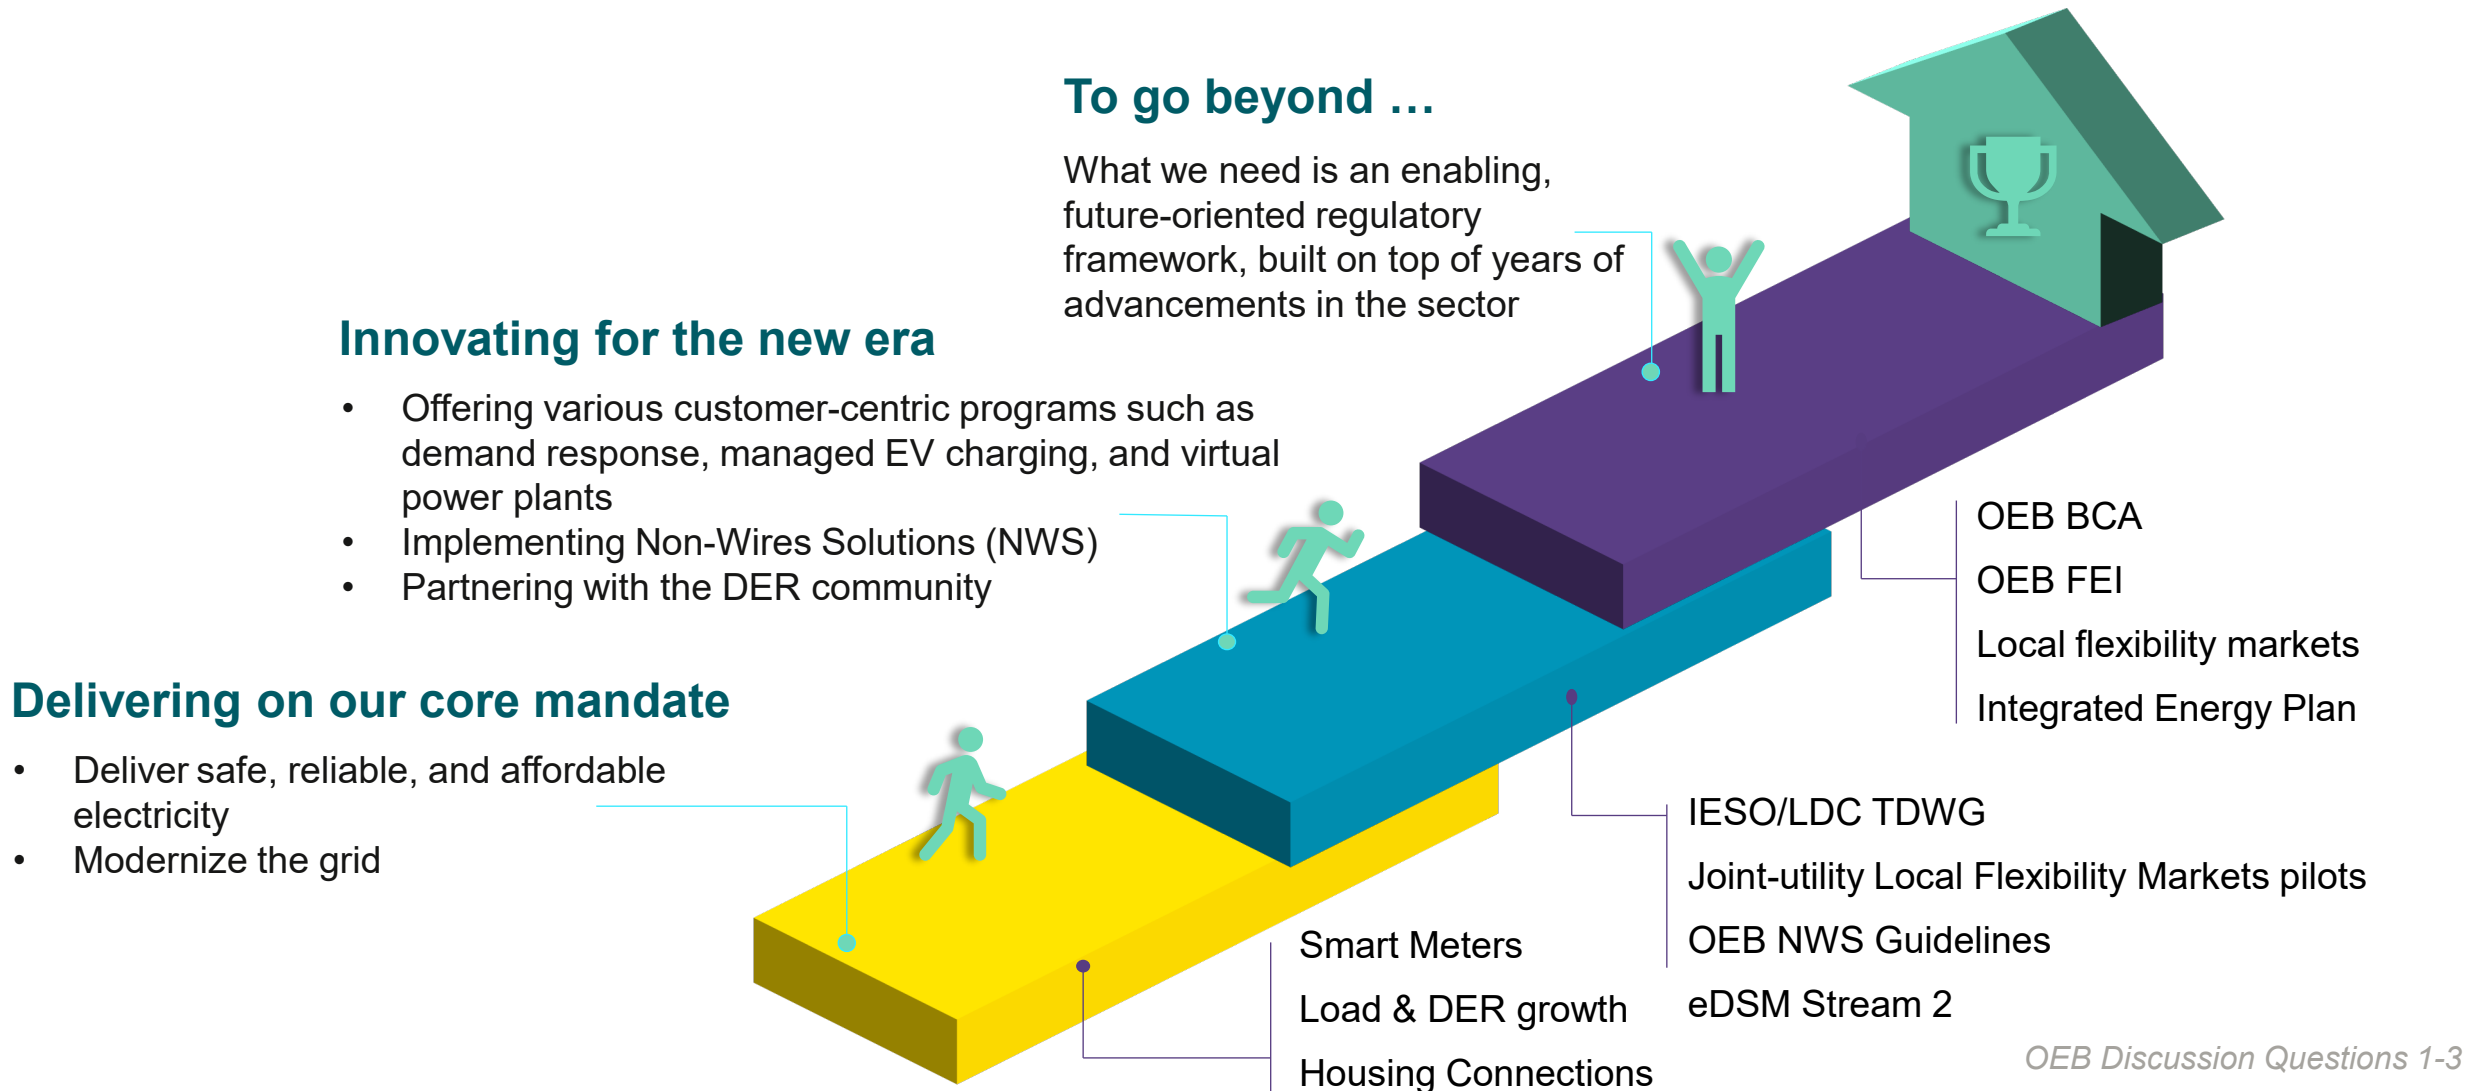 To go beyond …
What we need is an enabling,
future-oriented regulatory
framework, built on top of years of
advancements in the sector
Innovating for the new era
• Offering various customer-centric programs such as
demand response, managed EV charging, and virtual
power plants
• Implementing Non-Wires Solutions (NWS)
• Partnering with the DER community
Delivering on our core mandate
• Deliver safe, reliable, and affordable
electricity
• Modernize the grid
OEB BCA
OEB FEI
Local flexibility markets
Integrated Energy Plan
IESO/LDC TDWG
Joint-utility Local Flexibility Markets pilots
OEB NWS Guidelines
eDSM Stream 2
Smart Meters
Load & DER growth
Housing Connections
OEB Discussion Questions 1-3